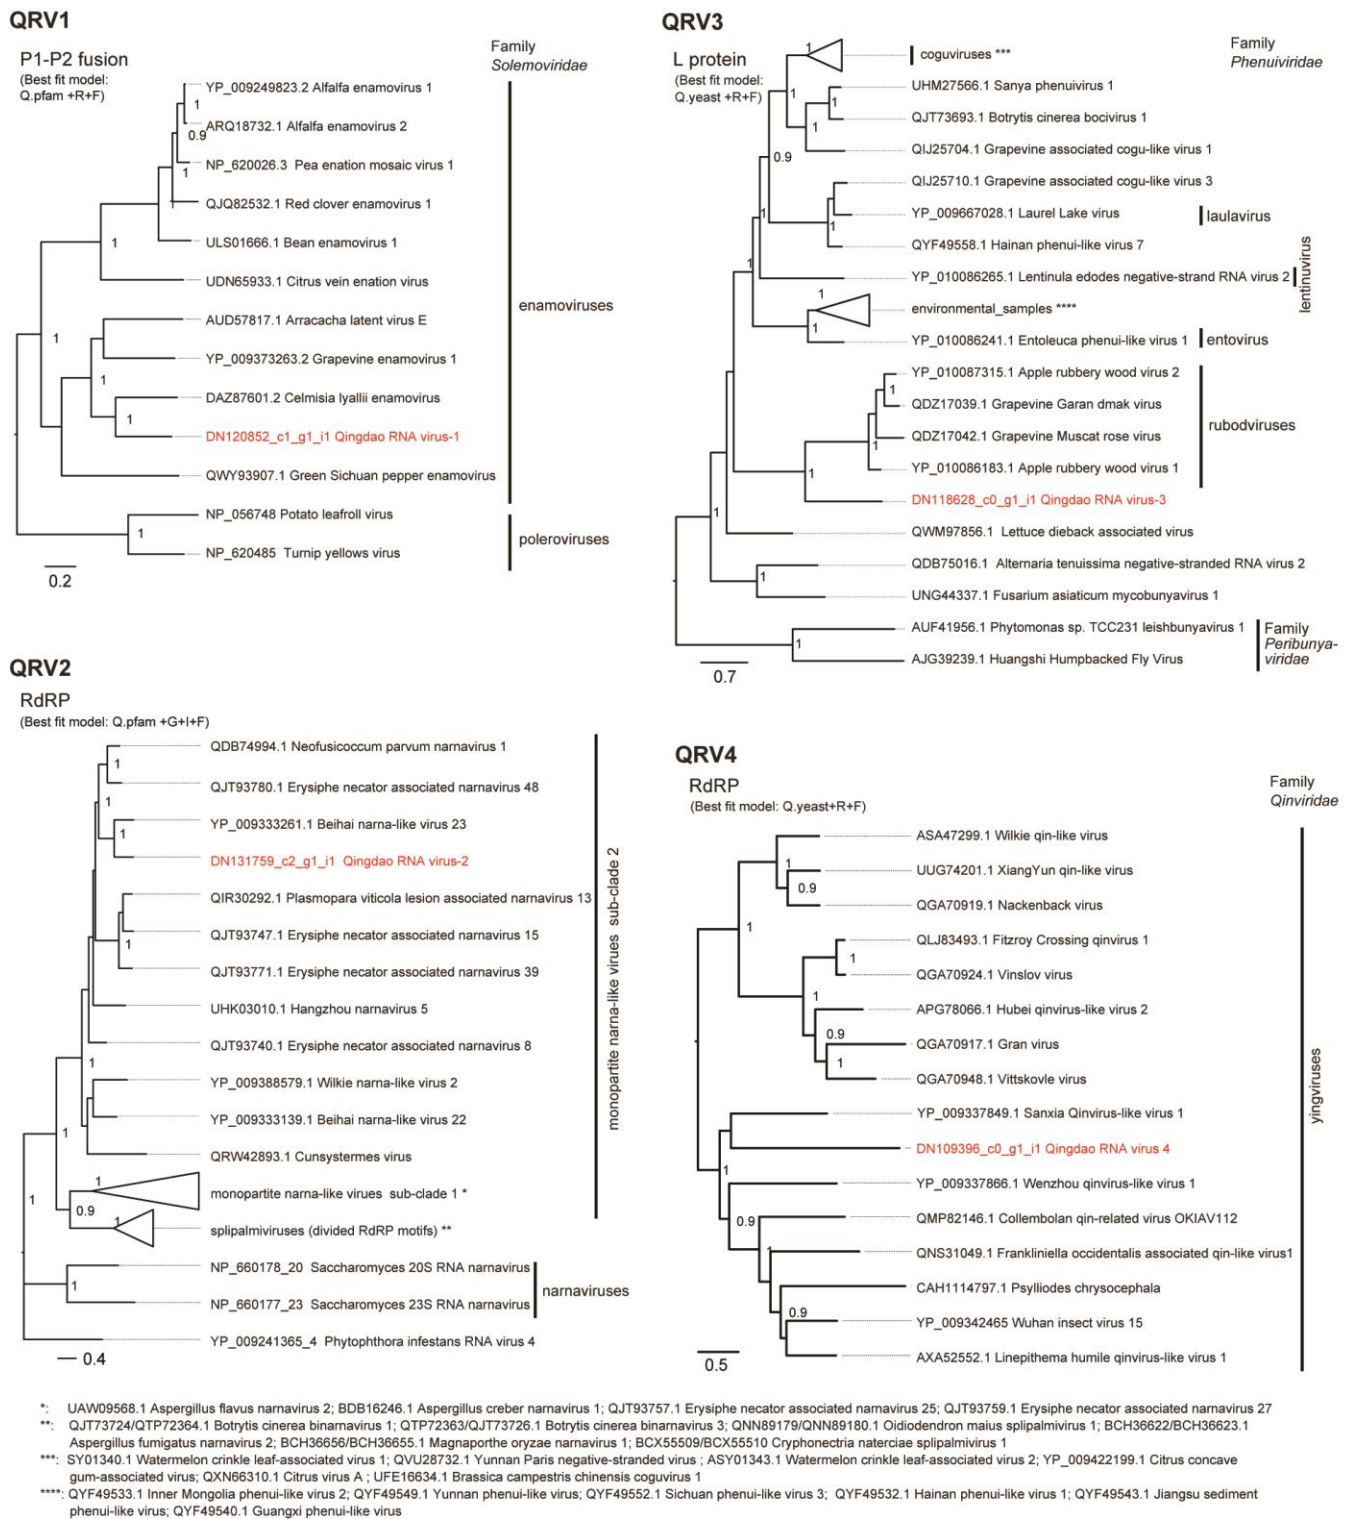 QRV1
P1-P2 fusion
(Best fit model:
Q.pfam +R+F)
Family
Solemoviridae
YP_009249823.2 Alfalfa enamovirus 1
1
ARQ18732.1 Alfalfa enamovirus 2
0.9
NP_620026.3 Pea enation mosaic virus 1
1
QJQ82532.1 Red clover enamovirus 1
ULS01666.1 Bean enamovirus 1
1
UDN65933.1 Citrus vein enation virus
enamoviruses
AUD57817.1 Arracacha latent virus E
1
YP_009373263.2 Grapevine enamovirus 1
1
DAZ87601.2 Celmisia lyallii enamovirus
1
DN120852_c1_g1_i1 Qingdao RNA virus-1
QWY93907.1 Green Sichuan pepper enamovirus
NP_056748 Potato leafroll virus
1
poleroviruses
NP_620485 Turnip yellows virus
0.2
QRV3
L protein
(Best fit model:
Q.yeast +R+F)
Family
Phenuiviridae
1
coguviruses ***
UHM27566.1 Sanya phenuivirus 1
1
1
QJT73693.1 Botrytis cinerea bocivirus 1
1
QIJ25704.1 Grapevine associated cogu-like virus 1
0.9
QIJ25710.1 Grapevine associated cogu-like virus 3
1
YP_009667028.1 Laurel Lake virus
laulavirus
1
QYF49558.1 Hainan phenui-like virus 7
1
YP_010086265.1 Lentinula edodes negative-strand RNA virus 2
lentinuvirus
1
environmental_samples ****
1
YP_010086241.1 Entoleuca phenui-like virus 1
entovirus
YP_010087315.1 Apple rubbery wood virus 2
1
QDZ17039.1 Grapevine Garan dmak virus
rubodviruses
QDZ17042.1 Grapevine Muscat rose virus
1
YP_010086183.1 Apple rubbery wood virus 1
1
DN118628_c0_g1_i1 Qingdao RNA virus-3
1
QWM97856.1 Lettuce dieback associated virus
QDB75016.1 Alternaria tenuissima negative-stranded RNA virus 2
1
UNG44337.1 Fusarium asiaticum mycobunyavirus 1
AUF41956.1 Phytomonas sp. TCC231 leishbunyavirus 1
1
AJG39239.1 Huangshi Humpbacked Fly Virus
Family
Peribunya-
viridae
0.7
QRV2
RdRP
(Best fit model: Q.pfam +G+I+F)
QDB74994.1 Neofusicoccum parvum narnavirus 1
1
QJT93780.1 Erysiphe necator associated narnavirus 48
1
YP_009333261.1 Beihai narna-like virus 23
1
DN131759_c2_g1_i1 Qingdao RNA virus-2
QIR30292.1 Plasmopara viticola lesion associated narnavirus 13
QJT93747.1 Erysiphe necator associated narnavirus 15
1
QJT93771.1 Erysiphe necator associated narnavirus 39
UHK03010.1 Hangzhou narnavirus 5
QJT93740.1 Erysiphe necator associated narnavirus 8
1
YP_009388579.1 Wilkie narna-like virus 2
YP_009333139.1 Beihai narna-like virus 22
1
QRW42893.1 Cunsystermes virus
monopartite narna-like virues sub-clade 2
1
monopartite narna-like virues sub-clade 1 *
1
0.9
1
splipalmiviruses (divided RdRP motifs) **
NP_660178_20 Saccharomyces 20S RNA narnavirus
1
narnaviruses
NP_660177_23 Saccharomyces 23S RNA narnavirus
YP_009241365_4 Phytophthora infestans RNA virus 4
0.4
QRV4
RdRP
(Best fit model: Q.yeast+R+F)
Family
Qinviridae
ASA47299.1 Wilkie qin-like virus
1
UUG74201.1 XiangYun qin-like virus
0.9
QGA70919.1 Nackenback virus
1
QLJ83493.1 Fitzroy Crossing qinvirus 1
1
QGA70924.1 Vinslov virus
1
APG78066.1 Hubei qinvirus-like virus 2
0.9
QGA70917.1 Gran virus
1
QGA70948.1 Vittskovle virus
yingviruses
YP_009337849.1 Sanxia Qinvirus-like virus 1
DN109396_c0_g1_i1 Qingdao RNA virus 4
1
YP_009337866.1 Wenzhou qinvirus-like virus 1
0.9
QMP82146.1 Collembolan qin-related virus OKIAV112
1
QNS31049.1 Frankliniella occidentalis associated qin-like virus1
CAH1114797.1 Psylliodes chrysocephala
0.9
YP_009342465 Wuhan insect virus 15
AXA52552.1 Linepithema humile qinvirus-like virus 1
0.5
*: UAW09568.1 Aspergillus flavus narnavirus 2; BDB16246.1 Aspergillus creber narnavirus 1; QJT93757.1 Erysiphe necator associated narnavirus 25; QJT93759.1 Erysiphe necator associated narnavirus 27
**: QJT73724/QTP72364.1 Botrytis cinerea binarnavirus 1; QTP72363/QJT73726.1 Botrytis cinerea binarnavirus 3; QNN89179/QNN89180.1 Oidiodendron maius splipalmivirus 1; BCH36622/BCH36623.1
Aspergillus fumigatus narnavirus 2; BCH36656/BCH36655.1 Magnaporthe oryzae narnavirus 1; BCX55509/BCX55510 Cryphonectria naterciae splipalmivirus 1
***: SY01340.1 Watermelon crinkle leaf-associated virus 1; QVU28732.1 Yunnan Paris negative-stranded virus ; ASY01343.1 Watermelon crinkle leaf-associated virus 2; YP_009422199.1 Citrus concave
gum-associated virus; QXN66310.1 Citrus virus A ; UFE16634.1 Brassica campestris chinensis coguvirus 1
****: QYF49533.1 Inner Mongolia phenui-like virus 2; QYF49549.1 Yunnan phenui-like virus; QYF49552.1 Sichuan phenui-like virus 3; QYF49532.1 Hainan phenui-like virus 1; QYF49543.1 Jiangsu sediment
phenui-like virus; QYF49540.1 Guangxi phenui-like virus